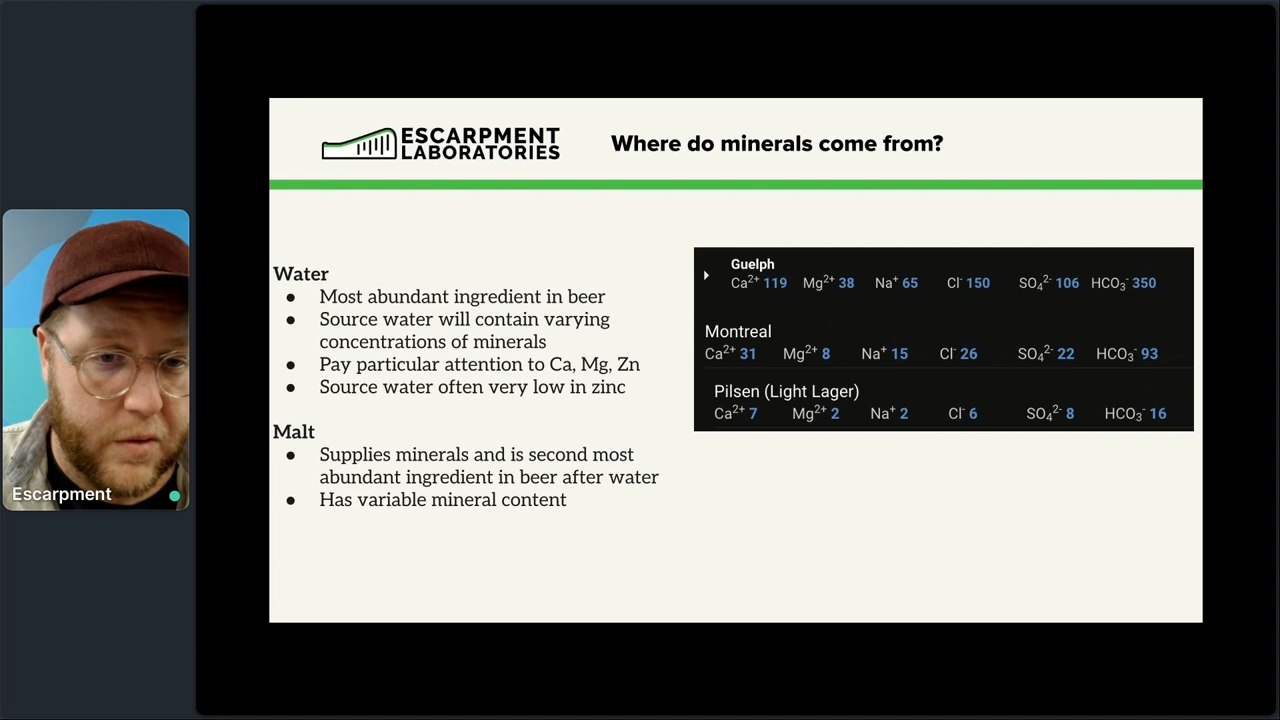 ESCARPMENT
LABORATORIES
Where do minerals come from?
Water
● Most abundant ingredient in beer
● Source water will contain varying
concentrations of minerals
● Pay particular attention to Ca, Mg, Zn
● Source water often very low in zinc
Malt
● Supplies minerals and is second most
abundant ingredient in beer after water
● Has variable mineral content
Guelph
Ca²⁺ 119 Mg²⁺ 38 Na⁺ 65 Cl⁻ 150 SO₄²⁻ 106 HCO₃⁻ 350
Montreal
Ca²⁺ 31 Mg²⁺ 8 Na⁺ 15 Cl⁻ 26 SO₄²⁻ 22 HCO₃⁻ 93
Pilsen (Light Lager)
Ca²⁺ 7 Mg²⁺ 2 Na⁺ 2 Cl⁻ 6 SO₄²⁻ 8 HCO₃⁻ 16
Escarpment